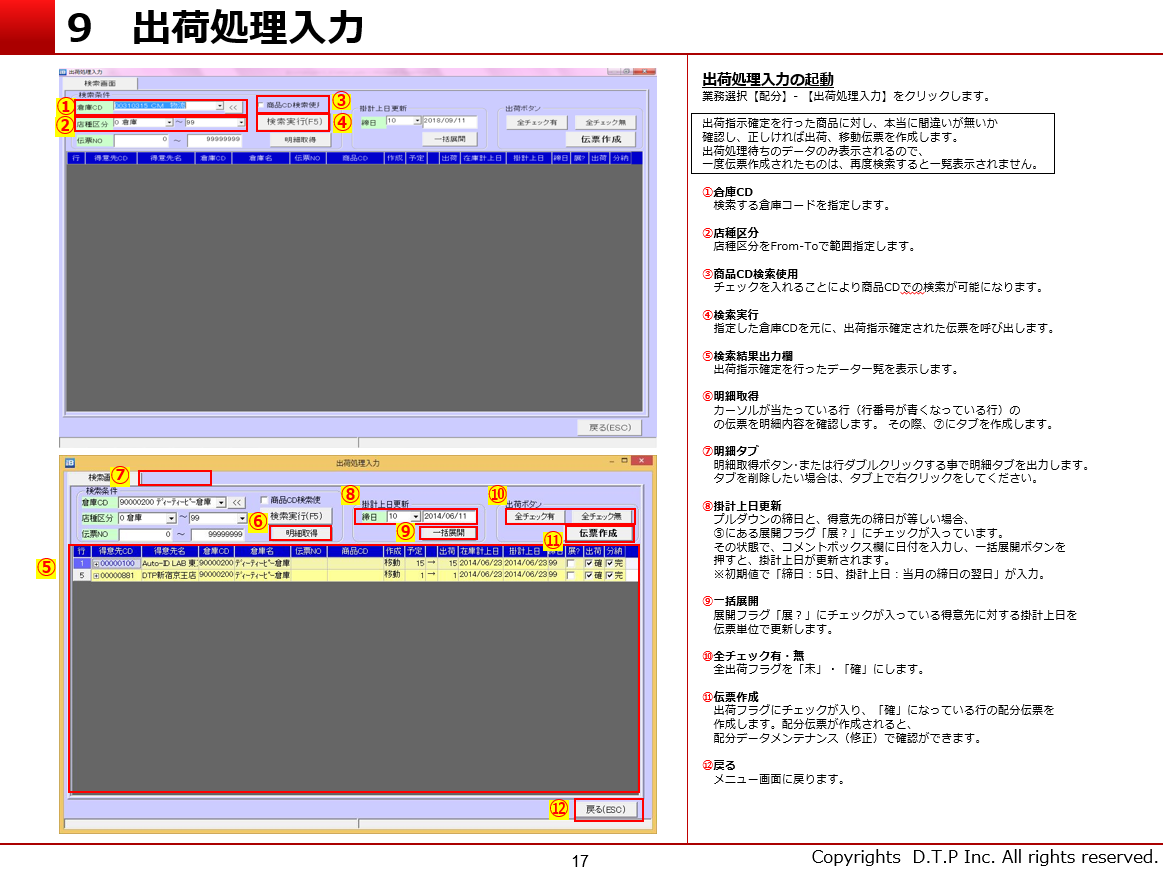 9 出荷処理入力
出荷処理入力
検索画面
検索条件
① 倉庫CD <<
③ 商品CD検索使用
掛計上日更新
出荷ボタン
② 店種区分 0 倉庫 ～ 99
④ 検索実行(F5)
締日 10 2018/09/11
全チェック有 全チェック無
伝票NO 0 ～ 99999999
明細取得
一括展開
伝票作成
行 得意先CD 得意先名 倉庫CD 倉庫名 伝票NO 商品CD 作成 予定 出荷 在庫計上日 掛計上日 締日 展? 出荷 分納
戻る(ESC)
出荷処理入力
検索画 ⑦
検索条件
倉庫CD 90000200 ディーティーピー倉庫 <<
商品CD検索使
⑧ 掛計上日更新
⑩ 出荷ボタン
店種区分 0 倉庫 ～ 99
⑥ 検索実行(F5)
締日 10 2014/06/11
全チェック有 全チェック無
伝票NO 0 ～ 99999999
明細取得
⑨ 一括展開
⑪ 伝票作成
⑤
行 得意先CD 得意先名 倉庫CD 倉庫名 伝票NO 商品CD 作成 予定 出荷 在庫計上日 掛計上日 展? 出荷 分納
1 00000100 Auto-ID LAB 東 90000200 ディーティーピー倉庫 移動 15 → 15 2014/06/23 2014/06/23 99 確 完
5 00000881 DTP新宿京王店 90000200 ディーティーピー倉庫 移動 1 → 1 2014/06/23 2014/06/23 99 確 完
⑫ 戻る(ESC)
出荷処理入力の起動
業務選択【配分】-【出荷処理入力】をクリックします。
出荷指示確定を行った商品に対し、本当に間違いが無いか
確認し、正しければ出荷、移動伝票を作成します。
出荷処理待ちのデータのみ表示されるので、
一度伝票作成されたものは、再度検索すると一覧表示されません。
①倉庫CD
検索する倉庫コードを指定します。
②店種区分
店種区分をFrom-Toで範囲指定します。
③商品CD検索使用
チェックを入れることにより商品CDでの検索が可能になります。
④検索実行
指定した倉庫CDを元に、出荷指示確定された伝票を呼び出します。
⑤検索結果出力欄
出荷指示確定を行ったデータ一覧を表示します。
⑥明細取得
カーソルが当たっている行（行番号が青くなっている行）の
の伝票を明細内容を確認します。 その際、⑦にタブを作成します。
⑦明細タブ
明細取得ボタン・または行ダブルクリックする事で明細タブを出力します。
タブを削除したい場合は、タブ上で右クリックをしてください。
⑧掛計上日更新
プルダウンの締日と、得意先の締日が等しい場合、
⑤にある展開フラグ「展？」にチェックが入っています。
その状態で、コメントボックス欄に日付を入力し、一括展開ボタンを
押すと、掛計上日が更新されます。
※初期値で「締日：5日、掛計上日：当月の締日の翌日」が入力。
⑨一括展開
展開フラグ「展？」にチェックが入っている得意先に対する掛計上日を
伝票単位で更新します。
⑩全チェック有・無
全出荷フラグを「未」・「確」にします。
⑪伝票作成
出荷フラグにチェックが入り、「確」になっている行の配分伝票を
作成します。配分伝票が作成されると、
配分データメンテナンス（修正）で確認ができます。
⑫戻る
メニュー画面に戻ります。
17
Copyrights D.T.P Inc. All rights reserved.